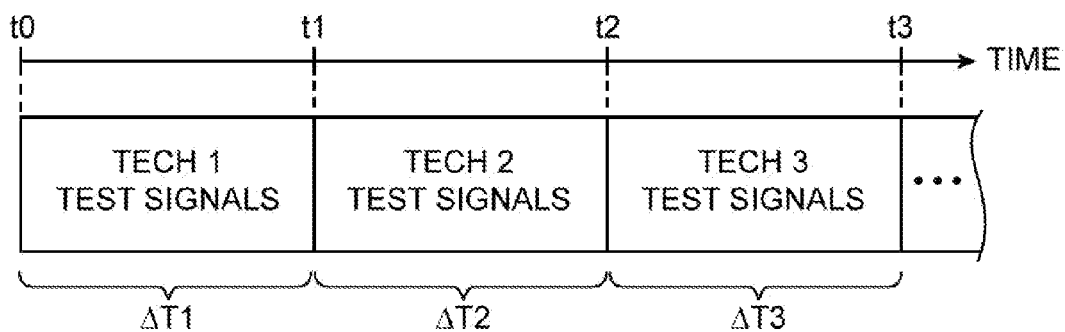 t0 t1 t2 t3
TIME
TECH 1
TEST SIGNALS
TECH 2
TEST SIGNALS
TECH 3
TEST SIGNALS
•••
ΔT1 ΔT2 ΔT3